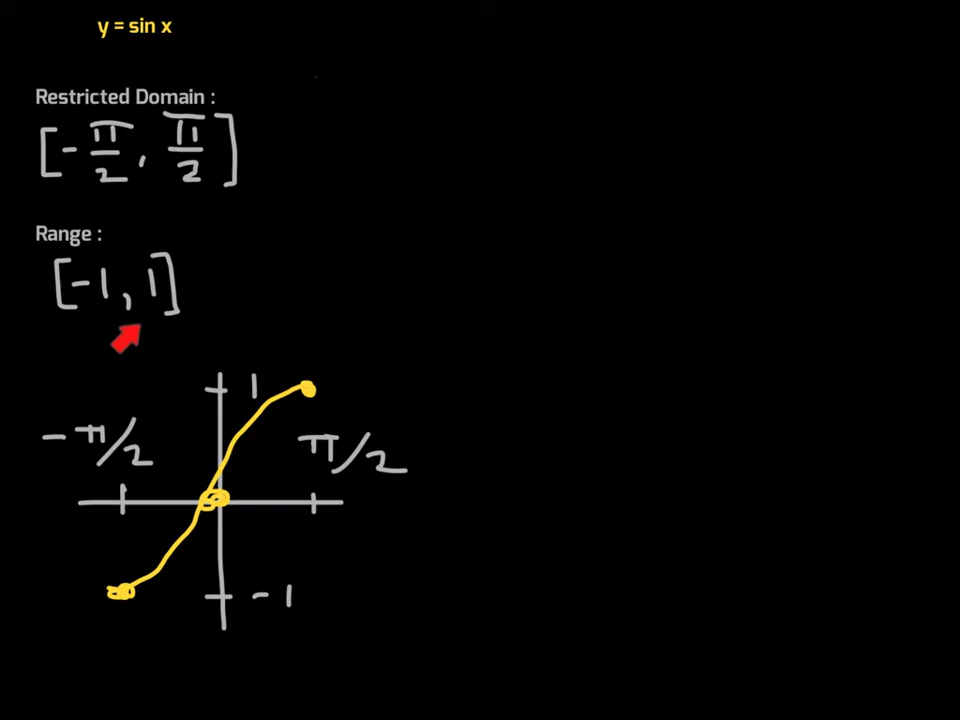 y = sin x
Restricted Domain :
[-π/2, π/2]
Range :
[-1, 1]
1
-π/2
π/2
-1